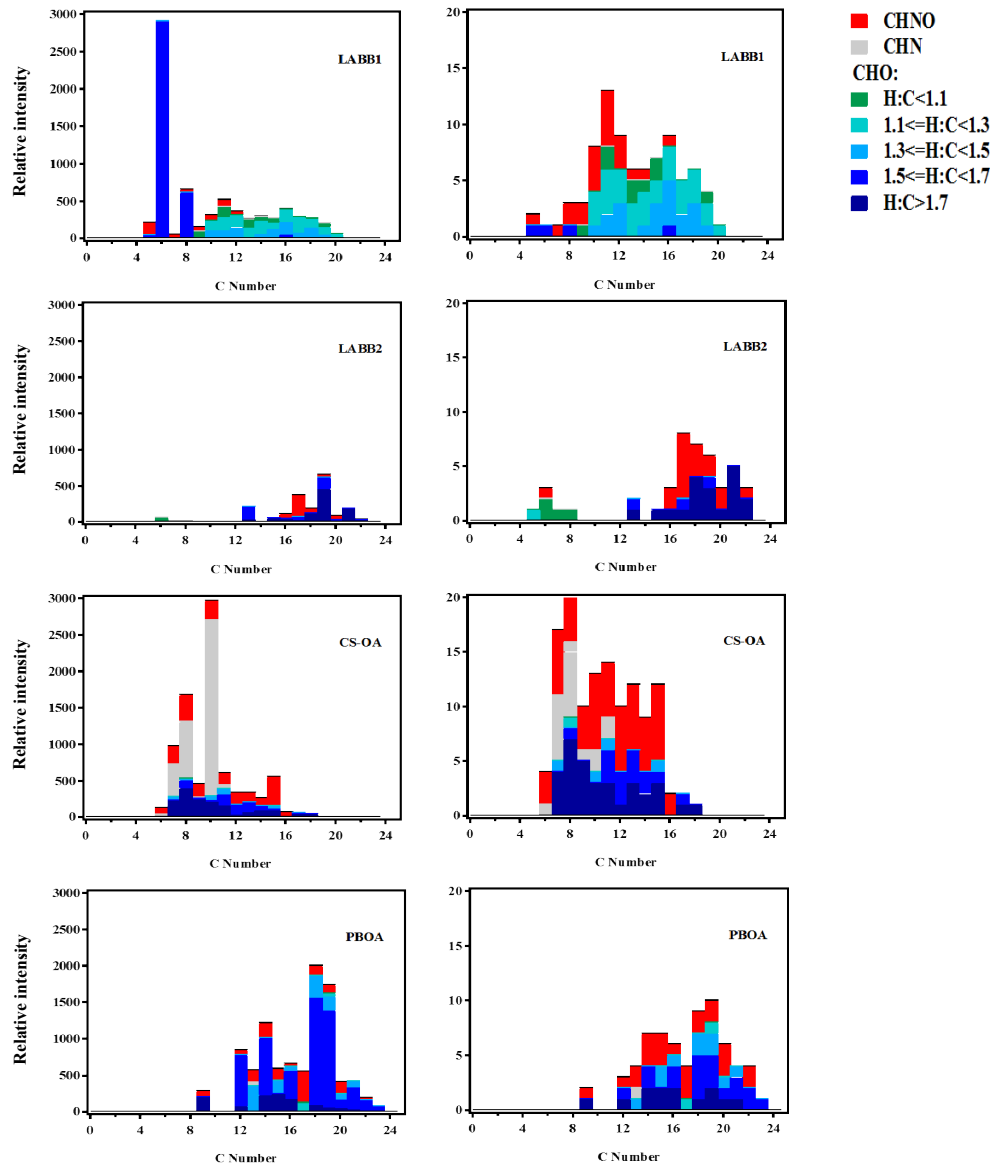 3000
2500
2000
1500
1000
500
0
Relative intensity
LABB1
0 4 8 12 16 20 24
C Number
20
15
10
5
0
LABB1
0 4 8 12 16 20 24
C Number
CHNO
CHN
CHO:
H:C<1.1
1.1<=H:C<1.3
1.3<=H:C<1.5
1.5<=H:C<1.7
H:C>1.7
3000
2500
2000
1500
1000
500
0
Relative intensity
LABB2
0 4 8 12 16 20 24
C Number
20
15
10
5
0
LABB2
0 4 8 12 16 20 24
C Number
3000
2500
2000
1500
1000
500
0
Relative intensity
CS-OA
0 4 8 12 16 20 24
C Number
20
15
10
5
0
CS-OA
0 4 8 12 16 20 24
C Number
3000
2500
2000
1500
1000
500
0
Relative intensity
PBOA
0 4 8 12 16 20 24
C Number
20
15
10
5
0
PBOA
0 4 8 12 16 20 24
C Number